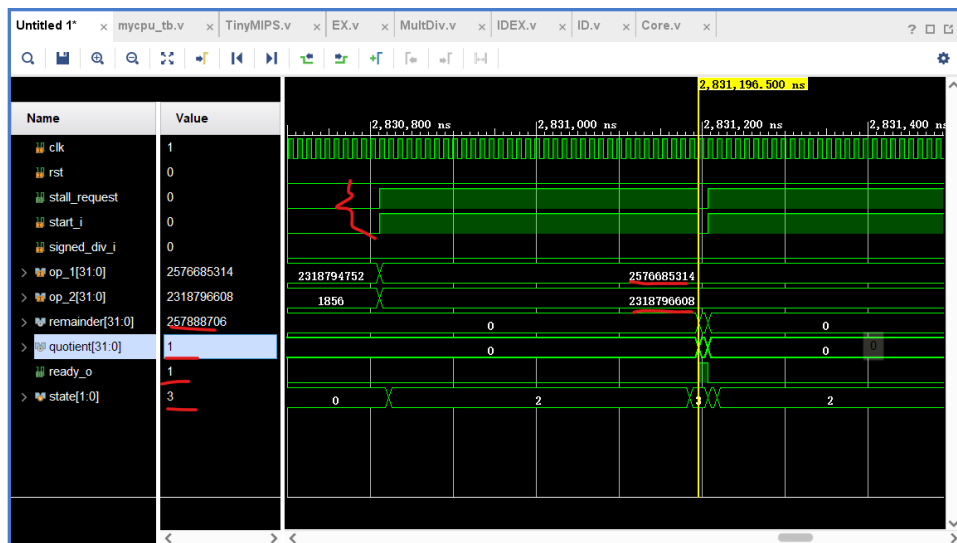 Untitled 1* × mycpu_tb.v × TinyMIPS.v × EX.v × MultDiv.v × IDEX.v × ID.v × Core.v × ?
2,831,196.500 ns
Name Value
2,830,800 ns 2,831,000 ns 2,831,200 ns 2,831,400 ns
clk 1
rst 0
stall_request 0
start_i 0
signed_div_i 0
op_1[31:0] 2576685314 2318794752 2576685314
op_2[31:0] 2318796608 1856 2318796608
remainder[31:0] 257888706 0 0
quotient[31:0] 1 0 0 0
ready_o 1
state[1:0] 3 0 2 3 2